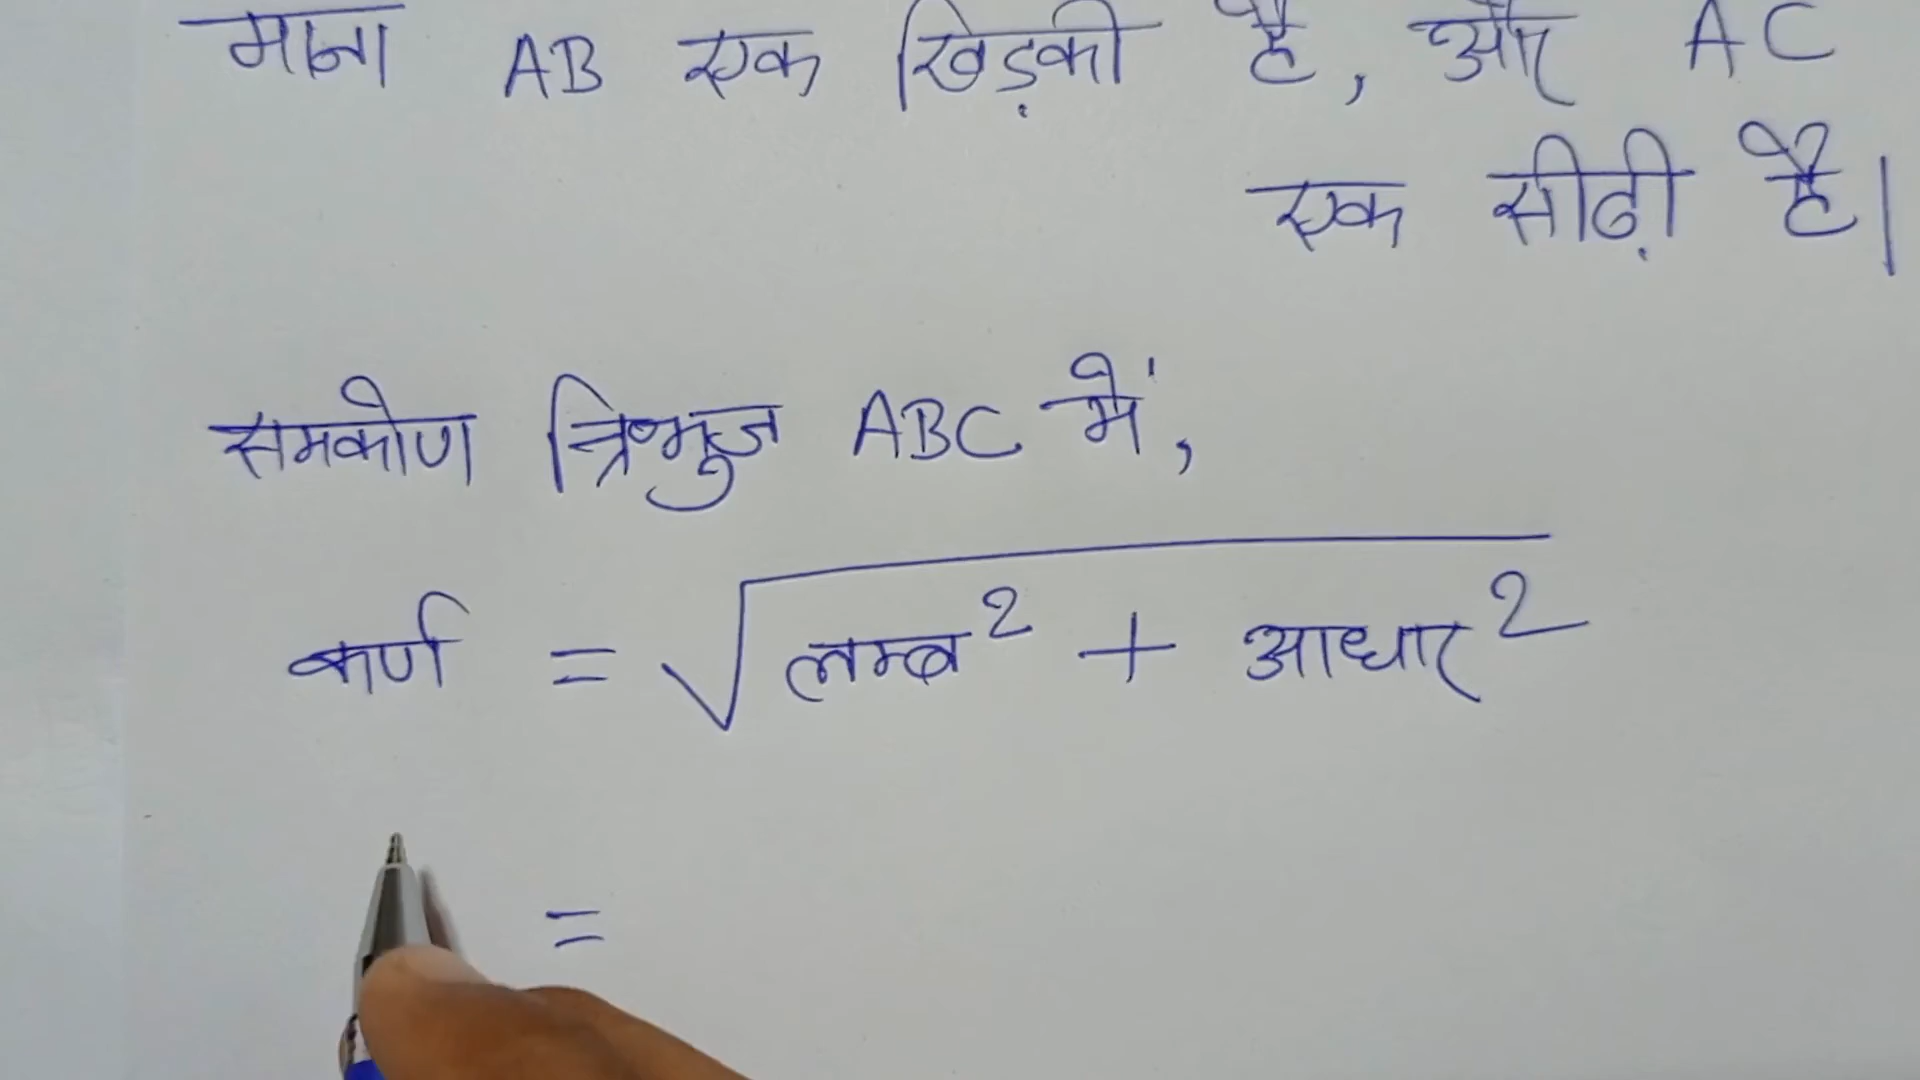 माना AB एक खिड़की है, और AC
एक सीढ़ी है।
समकोण त्रिभुज ABC में,
कर्ण = √लम्ब² + आधार²
=